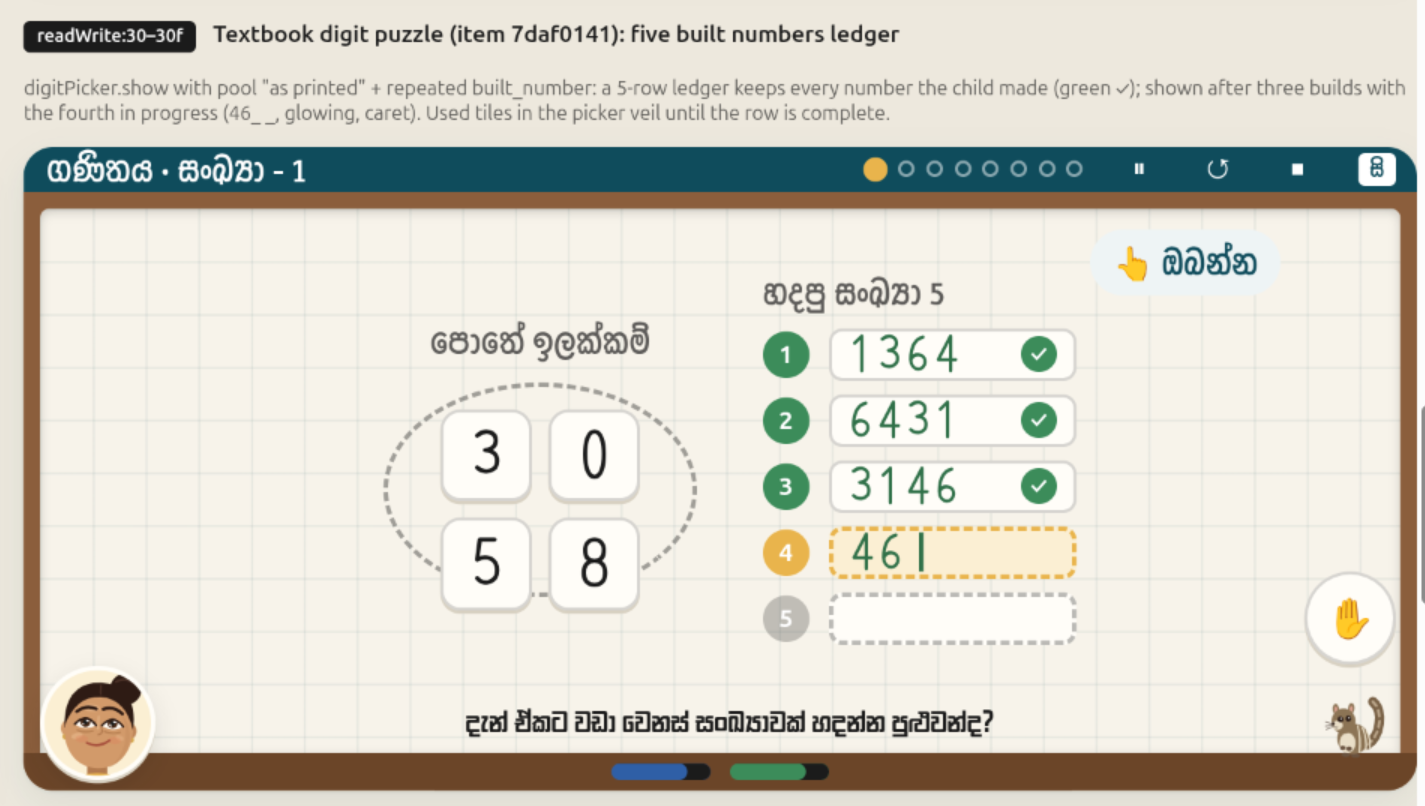 readWrite:30–30f Textbook digit puzzle (item 7daf0141): five built numbers ledger
digitPicker.show with pool "as printed" + repeated built_number: a 5-row ledger keeps every number the child made (green ✓); shown after three builds with
the fourth in progress (46_ _, glowing, caret). Used tiles in the picker veil until the row is complete.
ගණිතය · සංඛ්‍යා - 1
සි
👆 ඔබන්න
හදපු සංඛ්‍යා 5
පොතේ ඉලක්කම්
3 0
5 8
1 1364
2 6431
3 3146
4 46
5
දැන් ඒකට වඩා වෙනස් සංඛ්‍යාවක් හදන්න පුළුවන්ද?